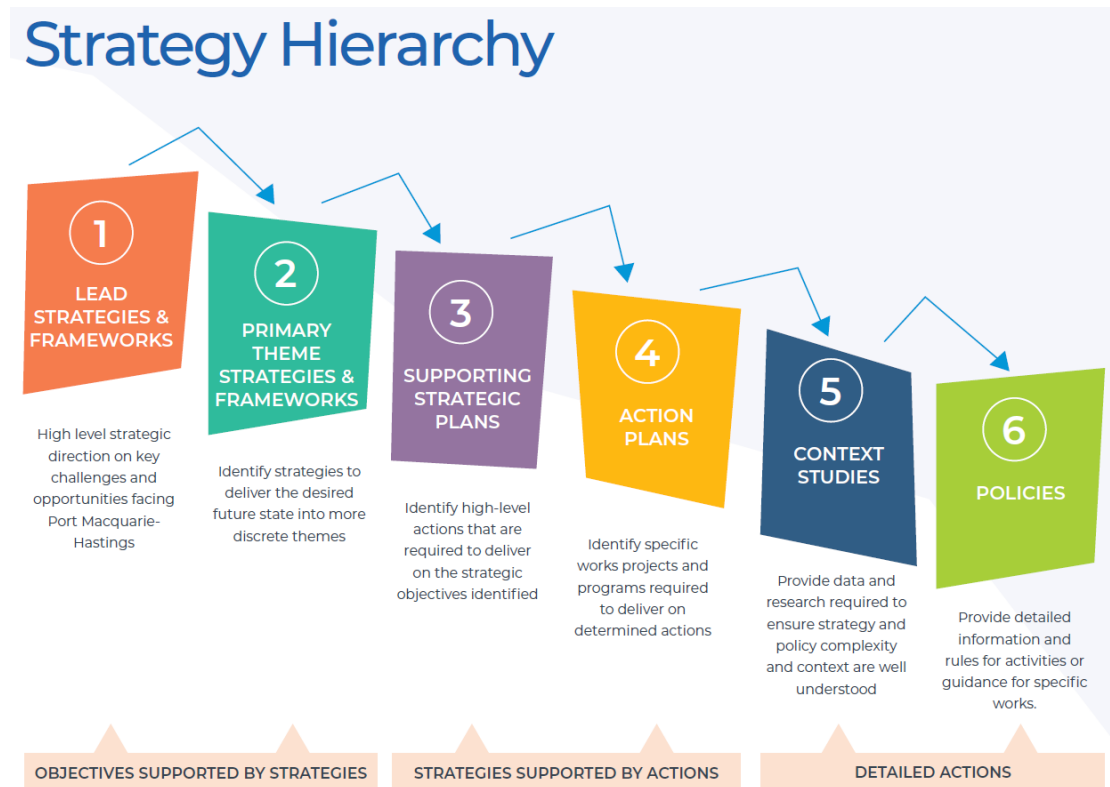 Strategy Hierarchy
1
LEAD
STRATEGIES &
FRAMEWORKS
High level strategic
direction on key
challenges and
opportunities facing
Port Macquarie-
Hastings
2
PRIMARY
THEME
STRATEGIES &
FRAMEWORKS
Identify strategies to
deliver the desired
future state into more
discrete themes
3
SUPPORTING
STRATEGIC
PLANS
Identify high-level
actions that are
required to deliver
on the strategic
objectives identified
4
ACTION
PLANS
Identify specific
works projects and
programs required
to deliver on
determined actions
5
CONTEXT
STUDIES
Provide data and
research required to
ensure strategy and
policy complexity
and context are well
understood
6
POLICIES
Provide detailed
information and
rules for activities or
guidance for specific
works.
OBJECTIVES SUPPORTED BY STRATEGIES
STRATEGIES SUPPORTED BY ACTIONS
DETAILED ACTIONS